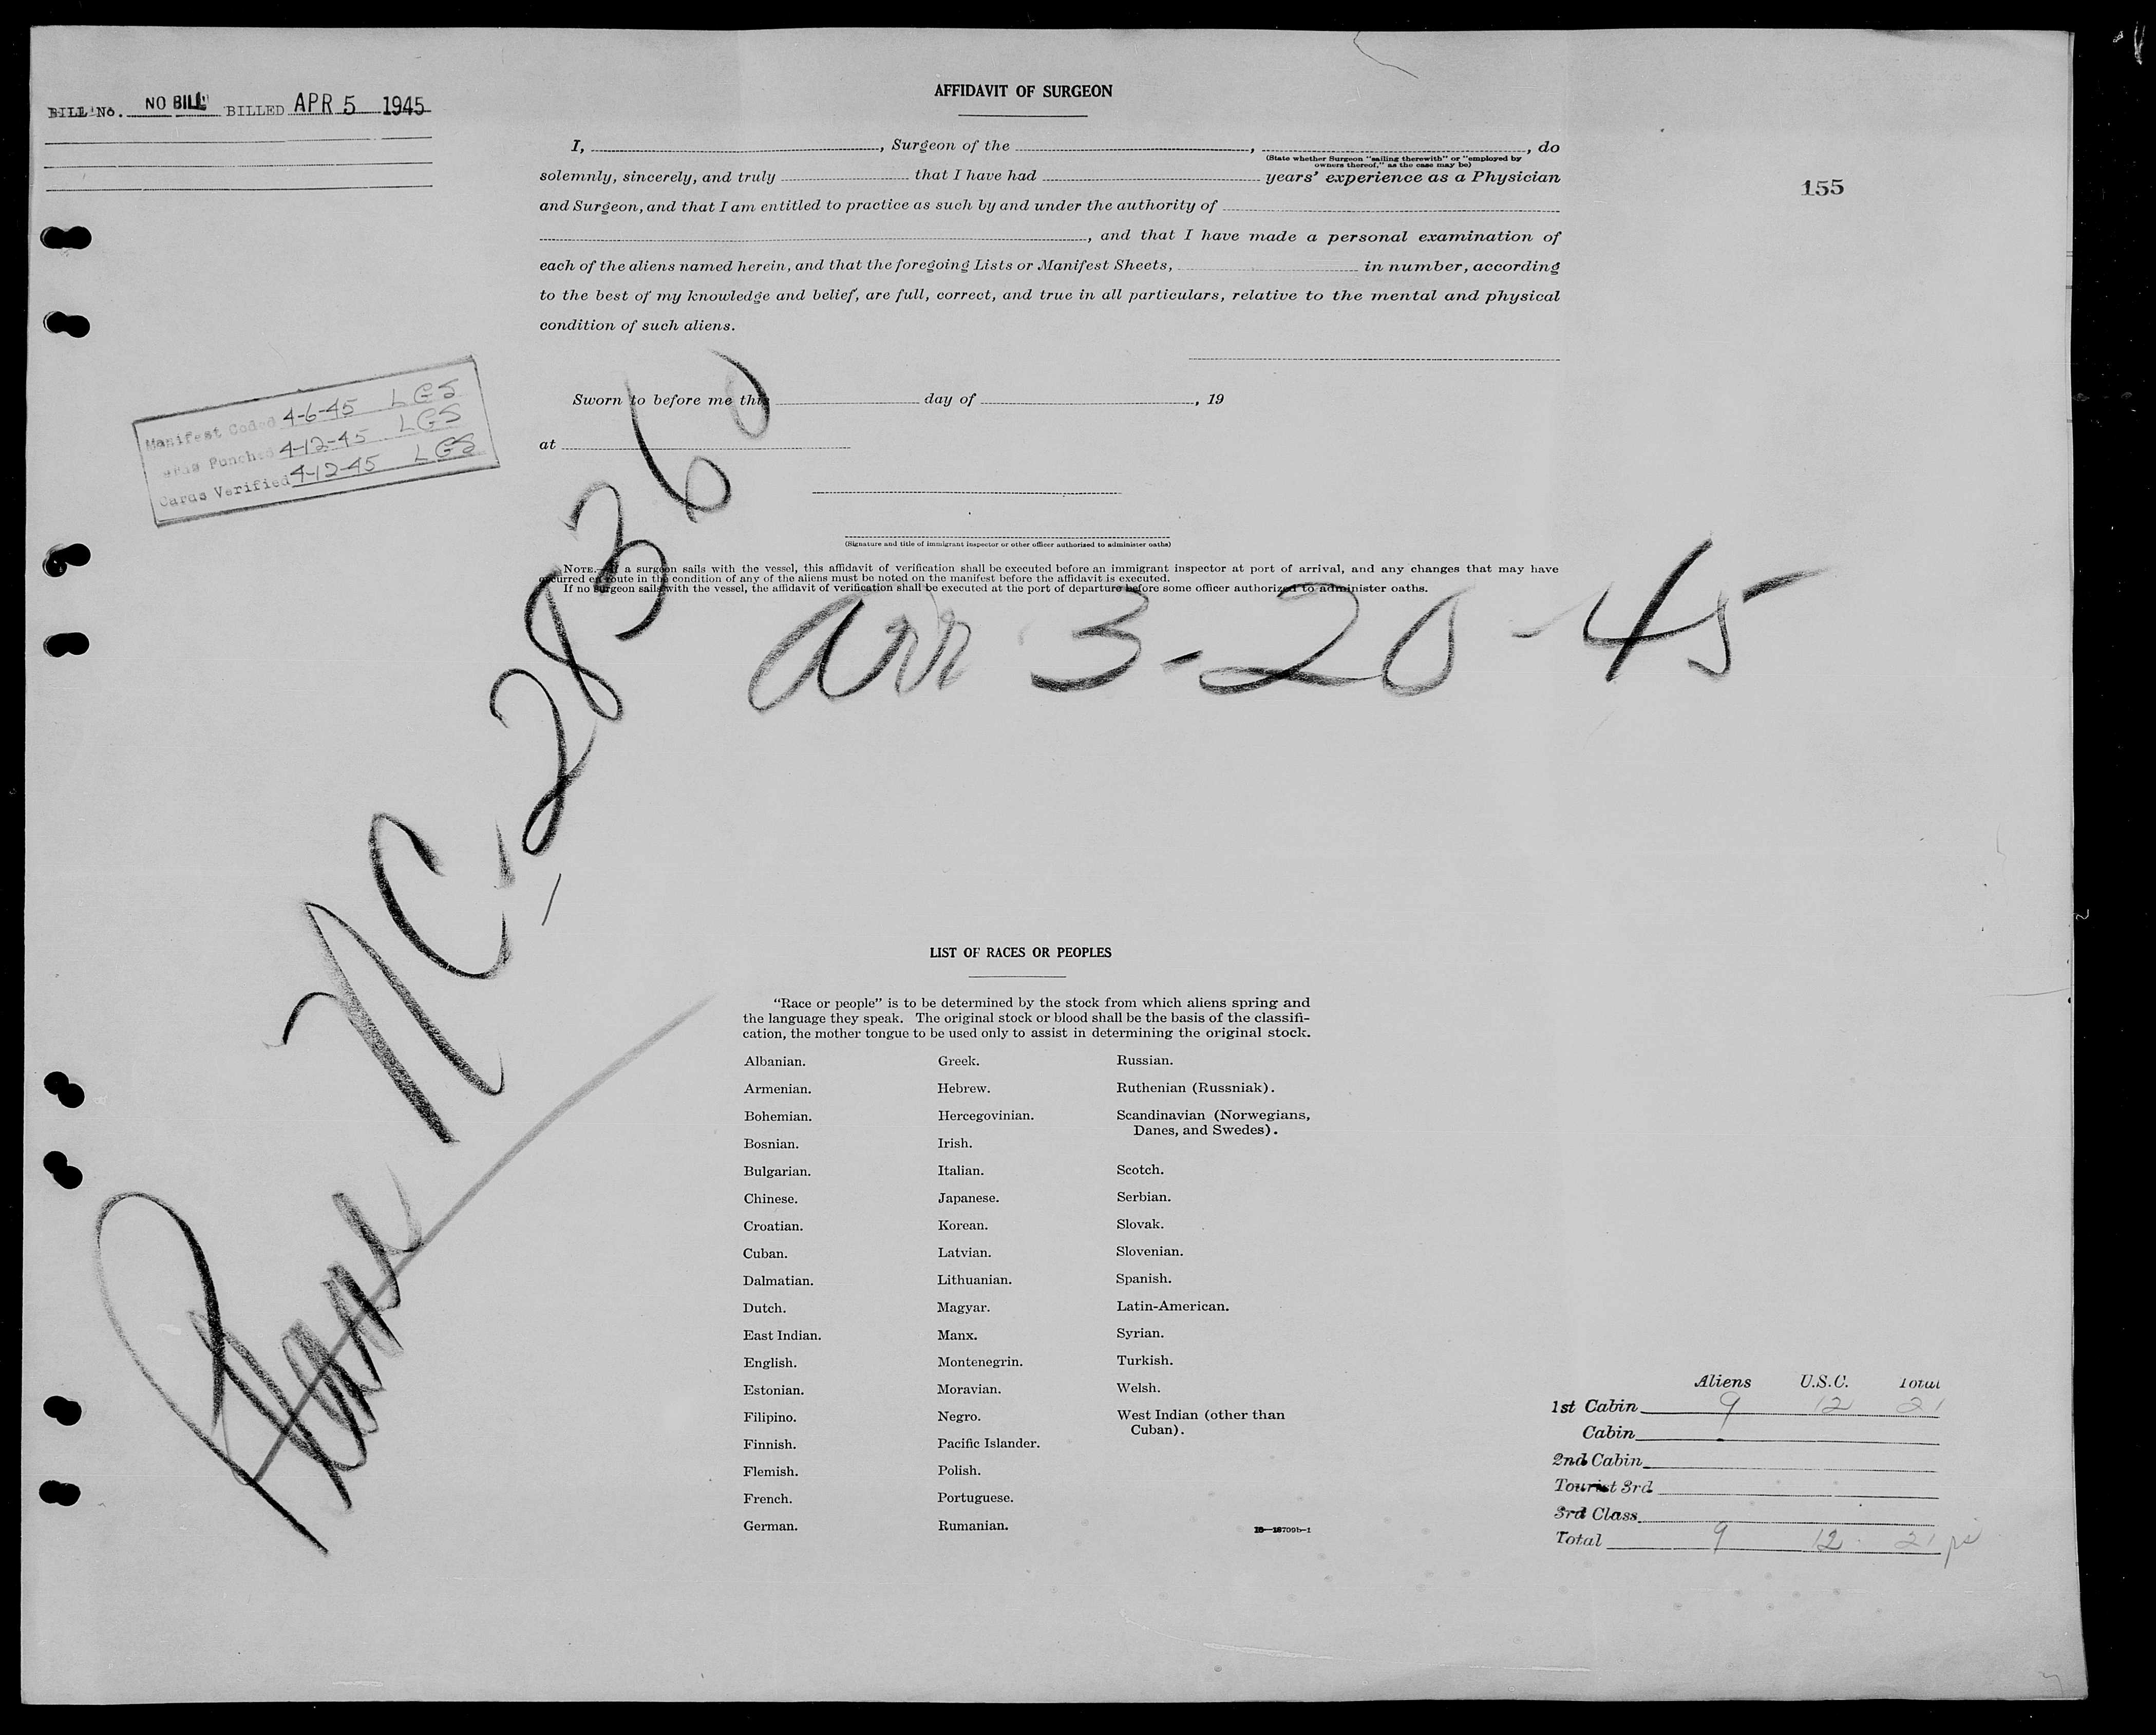 BILL No. NO BILL BILLED APR 5 1945
AFFIDAVIT OF SURGEON
I, , Surgeon of the , , do
(State whether Surgeon "sailing therewith" or "employed by
owners thereof," as the case may be)
solemnly, sincerely, and truly that I have had years' experience as a Physician
and Surgeon, and that I am entitled to practice as such by and under the authority of
, and that I have made a personal examination of
each of the aliens named herein, and that the foregoing Lists or Manifest Sheets, in number, according
to the best of my knowledge and belief, are full, correct, and true in all particulars, relative to the mental and physical
condition of such aliens.
155
Manifest Coded 4-6-45 LGS
Cards Punched 4-12-45 LGS
Cards Verified 4-12-45 LGS
Sworn to before me this day of , 19
at
(Signature and title of immigrant inspector or other officer authorized to administer oaths)
NOTE.—If a surgeon sails with the vessel, this affidavit of verification shall be executed before an immigrant inspector at port of arrival, and any changes that may have
occurred en route in the condition of any of the aliens must be noted on the manifest before the affidavit is executed.
If no surgeon sails with the vessel, the affidavit of verification shall be executed at the port of departure before some officer authorized to administer oaths.
arr 3-20-45
Plane NC-28360
LIST OF RACES OR PEOPLES
"Race or people" is to be determined by the stock from which aliens spring and
the language they speak. The original stock or blood shall be the basis of the classifi-
cation, the mother tongue to be used only to assist in determining the original stock.
Albanian.
Armenian.
Bohemian.
Bosnian.
Bulgarian.
Chinese.
Croatian.
Cuban.
Dalmatian.
Dutch.
East Indian.
English.
Estonian.
Filipino.
Finnish.
Flemish.
French.
German.
Greek.
Hebrew.
Hercegovinian.
Irish.
Italian.
Japanese.
Korean.
Latvian.
Lithuanian.
Magyar.
Manx.
Montenegrin.
Moravian.
Negro.
Pacific Islander.
Polish.
Portuguese.
Rumanian.
Russian.
Ruthenian (Russniak).
Scandinavian (Norwegians,
Danes, and Swedes).
Scotch.
Serbian.
Slovak.
Slovenian.
Spanish.
Latin-American.
Syrian.
Turkish.
Welsh.
West Indian (other than
Cuban).
Aliens U.S.C. Total
1st Cabin 9 12 21
Cabin
2nd Cabin
Tourist 3rd
3rd Class
Total 9 12 21